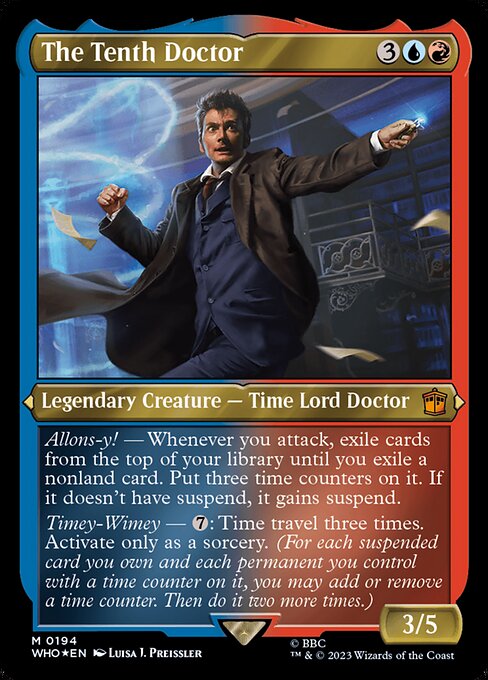 The Tenth Doctor 3
Legendary Creature — Time Lord Doctor
Allons-y! — Whenever you attack, exile cards
from the top of your library until you exile a
nonland card. Put three time counters on it. If
it doesn't have suspend, it gains suspend.
Timey-Wimey — 7: Time travel three times.
Activate only as a sorcery. (For each suspended
card you own and each permanent you control
with a time counter on it, you may add or remove
a time counter. Then do it two more times.)
3/5
M 0194
WHO★EN Luisa J. Preissler
© BBC
™ & © 2023 Wizards of the Coast